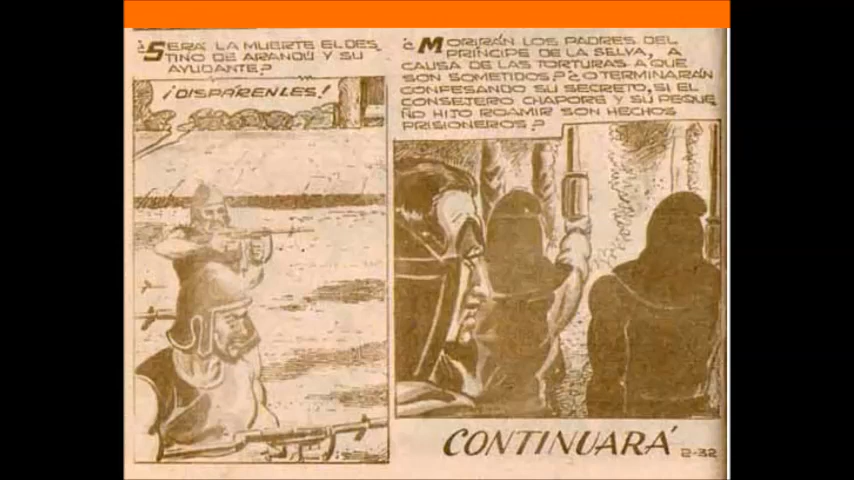 ¿SERÁ LA MUERTE EL DES
TINO DE ARANDÚ Y SU
AYUDANTE?
¡DISPÁRENLES!
¿MORIRÁN LOS PADRES DEL
PRÍNCIPE DE LA SELVA, A
CAUSA DE LAS TORTURAS A QUE
SON SOMETIDOS? ¿O TERMINARÁN
CONFESANDO SU SECRETO, SI EL
CONSEJERO CHAPORE Y SU PEQUE
ÑO HIJO ROAMIR SON HECHOS
PRISIONEROS?
CONTINUARÁ
2-32